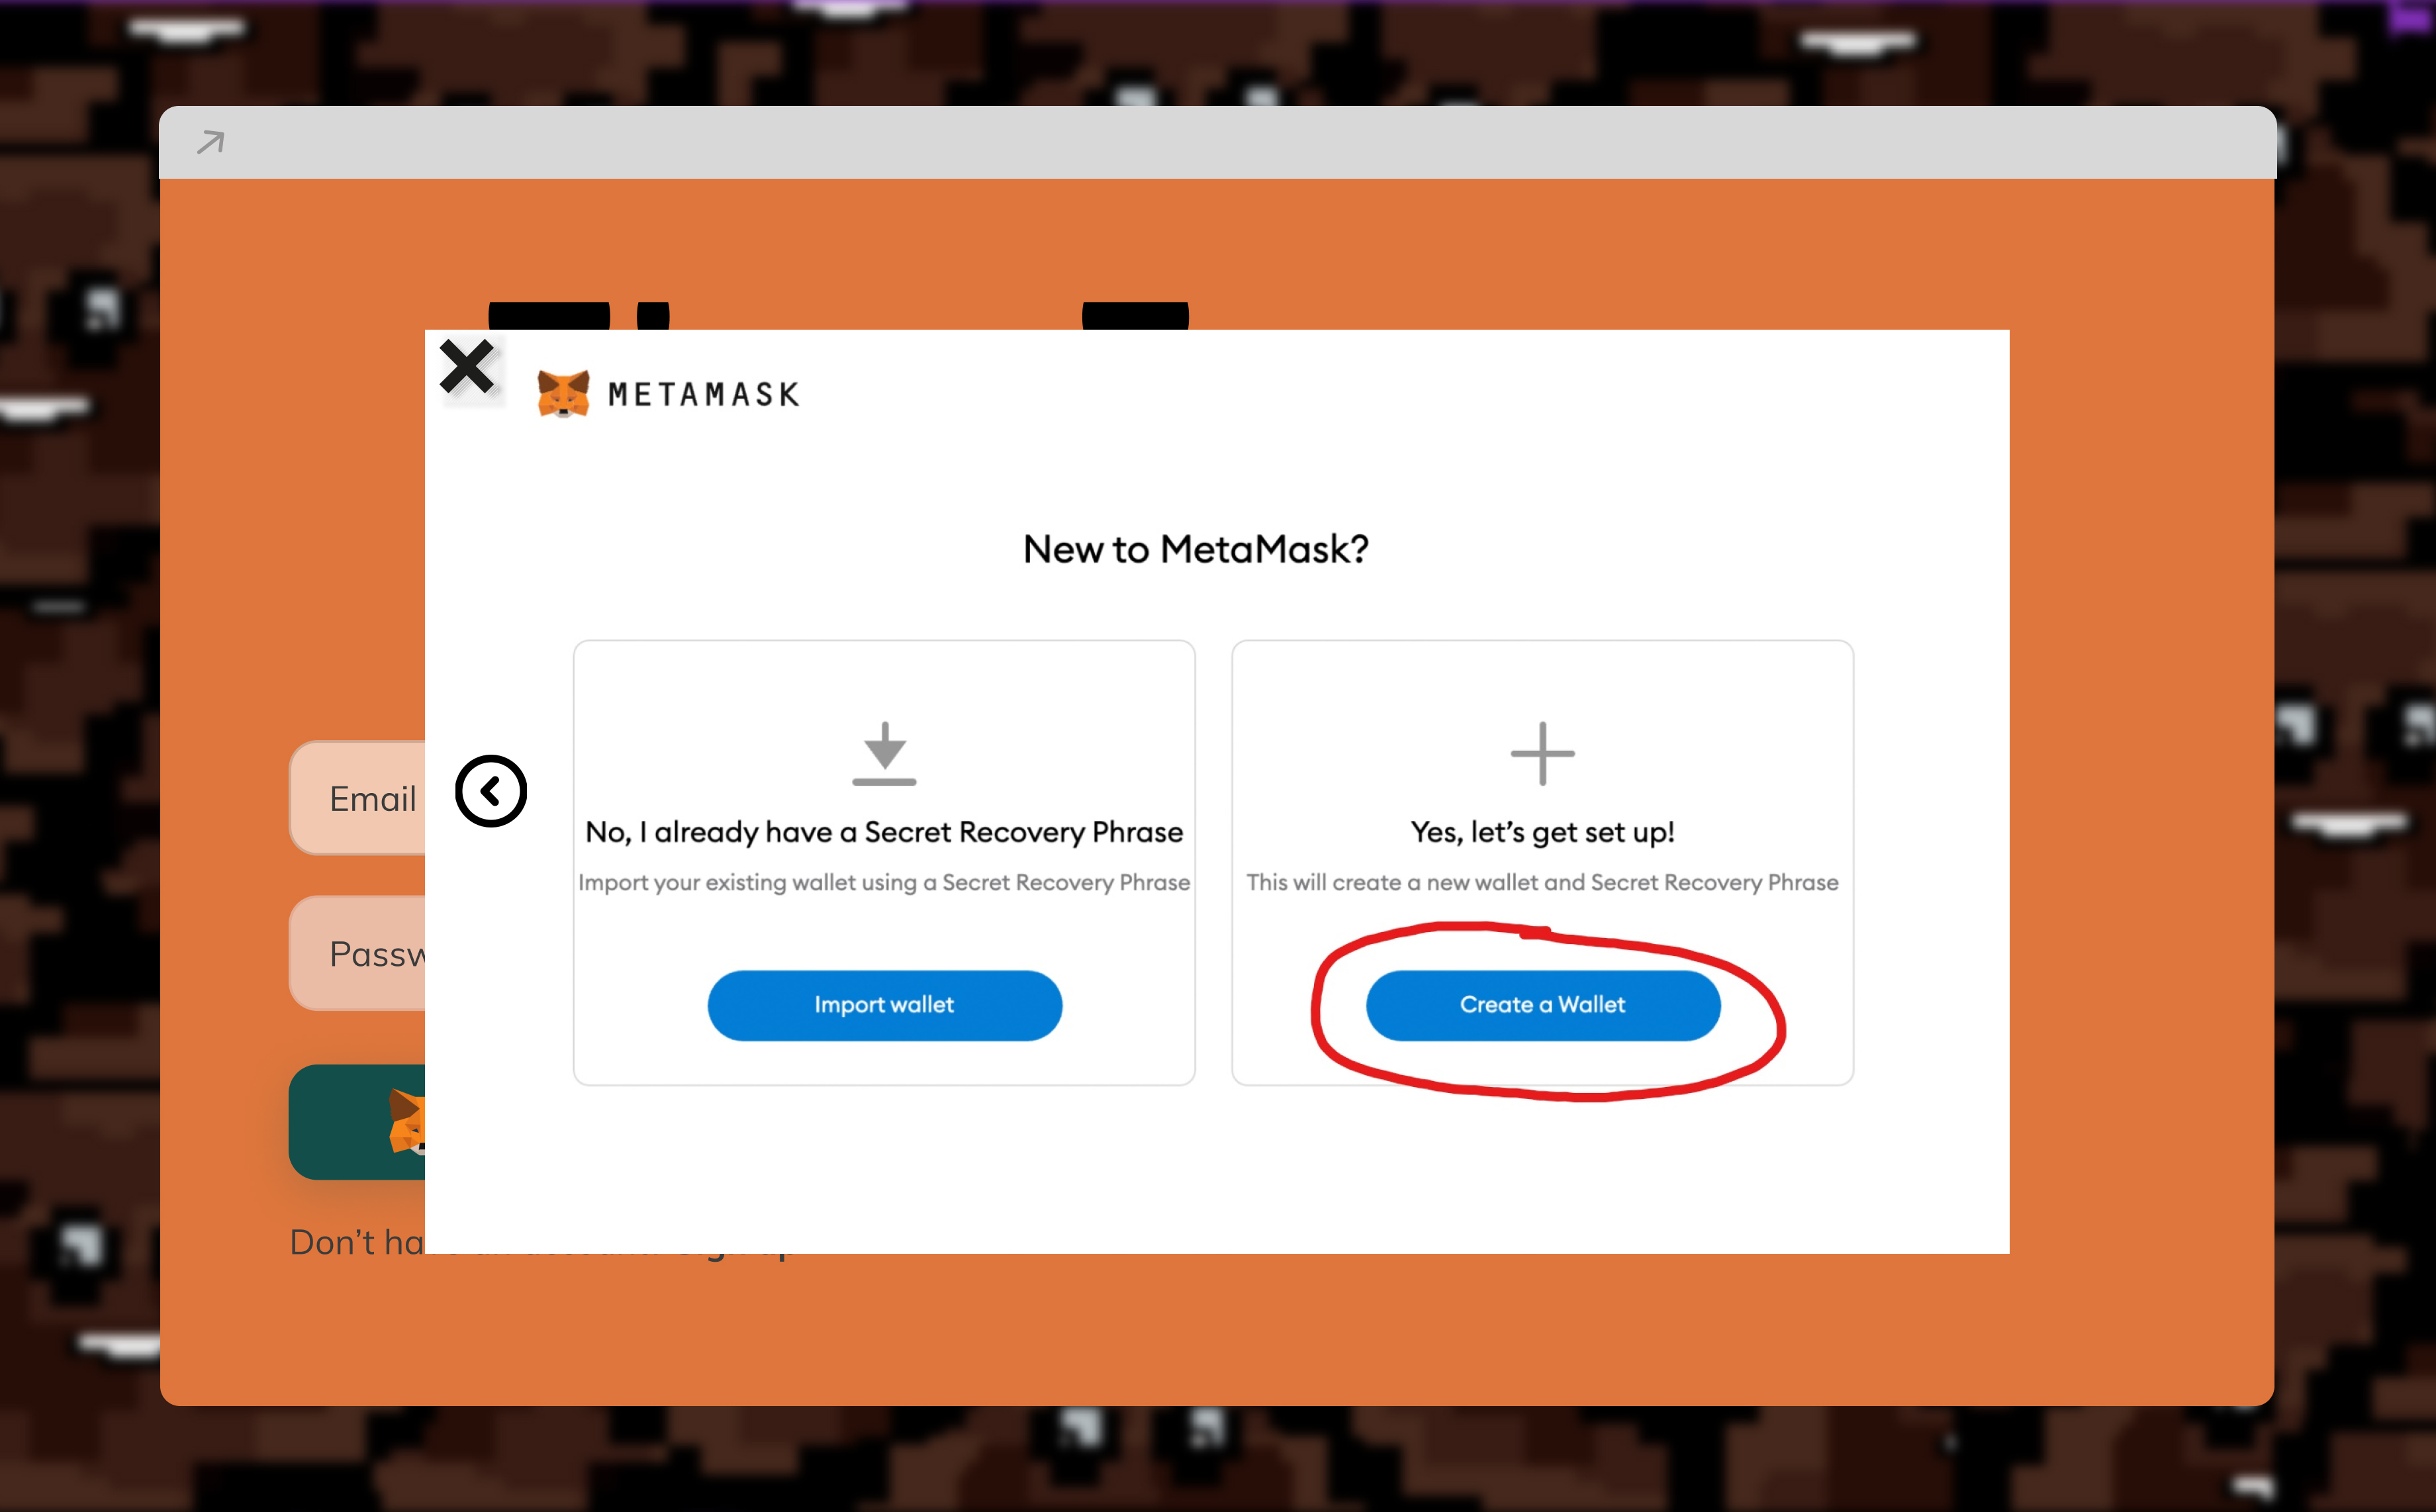 METAMASK
New to MetaMask?
No, I already have a Secret Recovery Phrase
Import your existing wallet using a Secret Recovery Phrase
Import wallet
Yes, let's get set up!
This will create a new wallet and Secret Recovery Phrase
Create a Wallet
Email
Passw
Don't ha